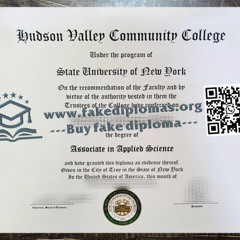 Hudson Valley Community College
Under the program of
State University of New York
On the recommendation of the Faculty and by
virtue of the authority vested in them the
Trustees of the College have conferred on
www.fakediplomas.org
---Buy fake diploma---
the degree of
Associate in Applied Science
and have granted this diploma as evidence thereof.
Given in the City of Troy in the State of New York
In the United States of America, this month of